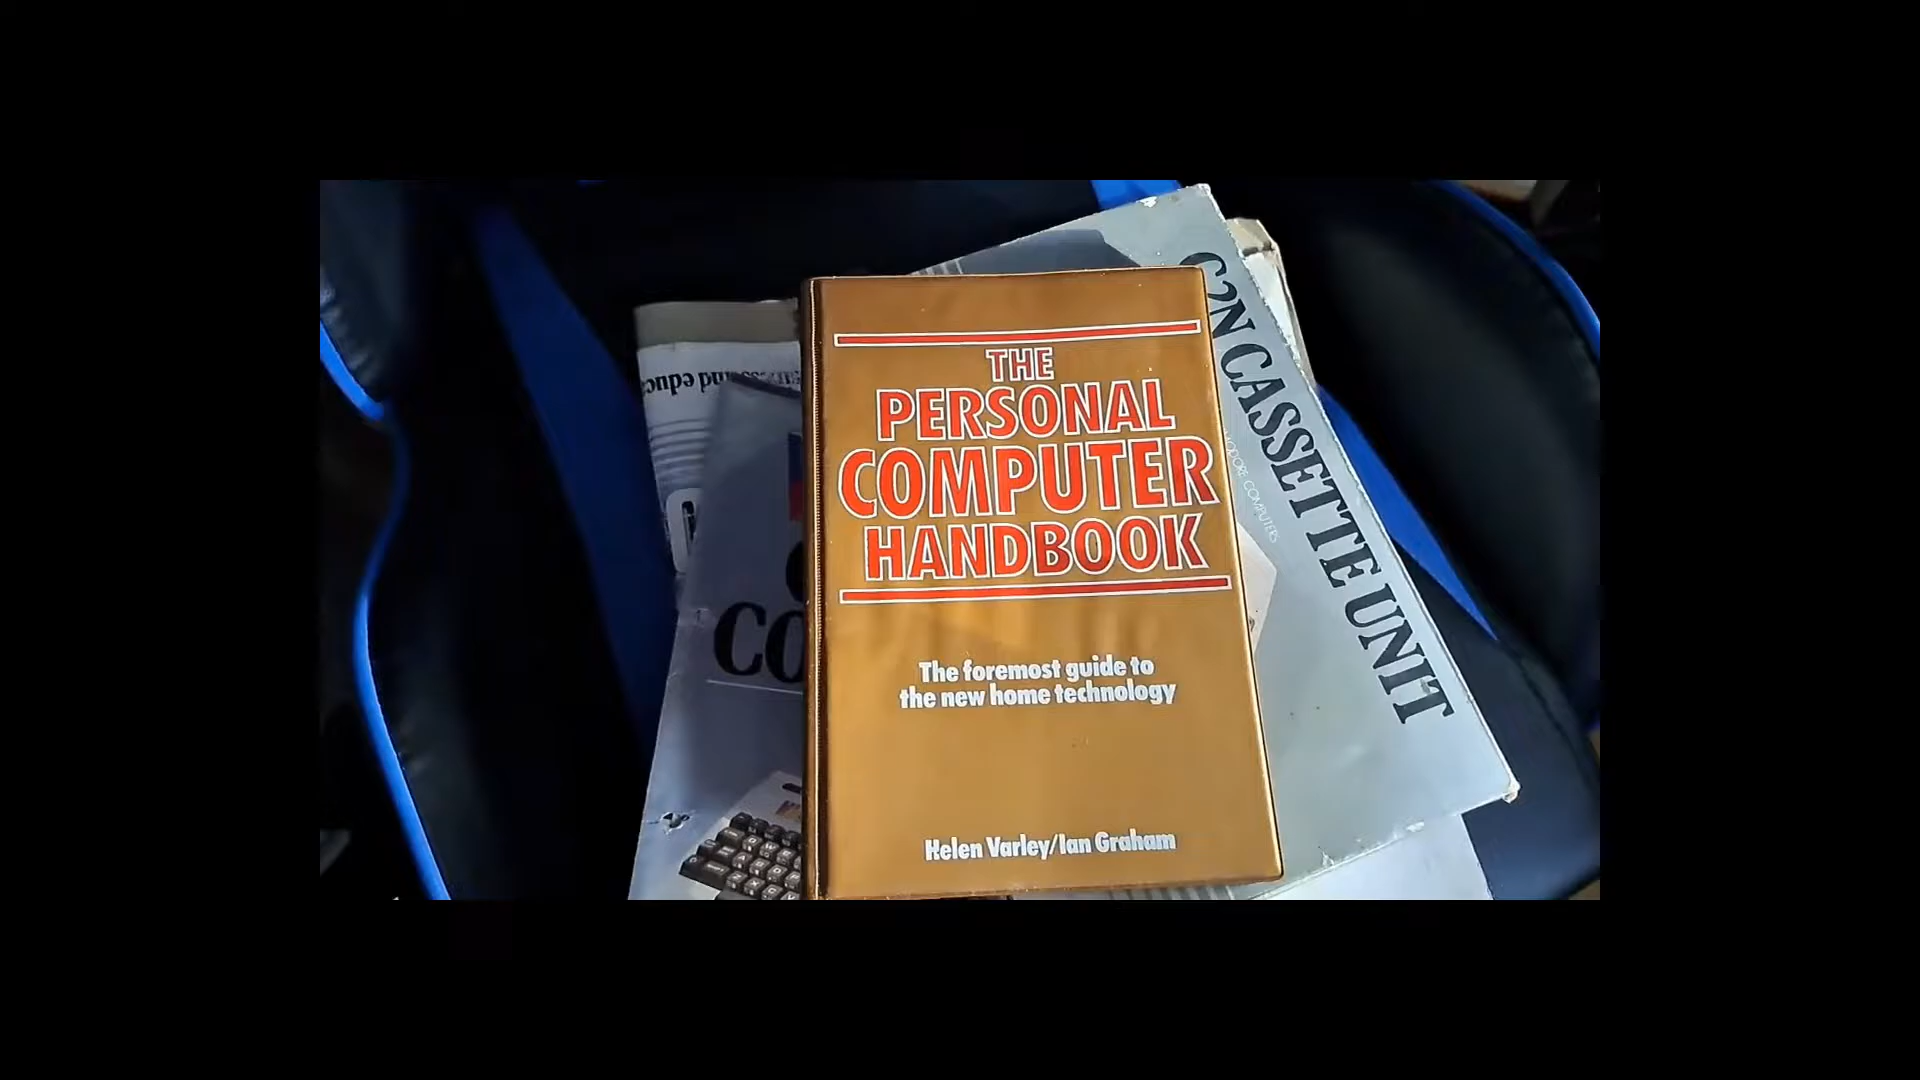 THE
PERSONAL
COMPUTER
HANDBOOK
The foremost guide to
the new home technology
Helen Varley/Ian Graham
C2N CASSETTE UNIT
COMPUTERS